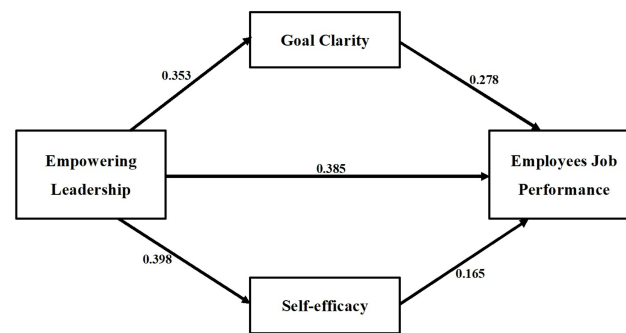 Goal Clarity
0.353
0.278
Empowering
Leadership
0.385
Employees Job
Performance
0.398
0.165
Self-efficacy